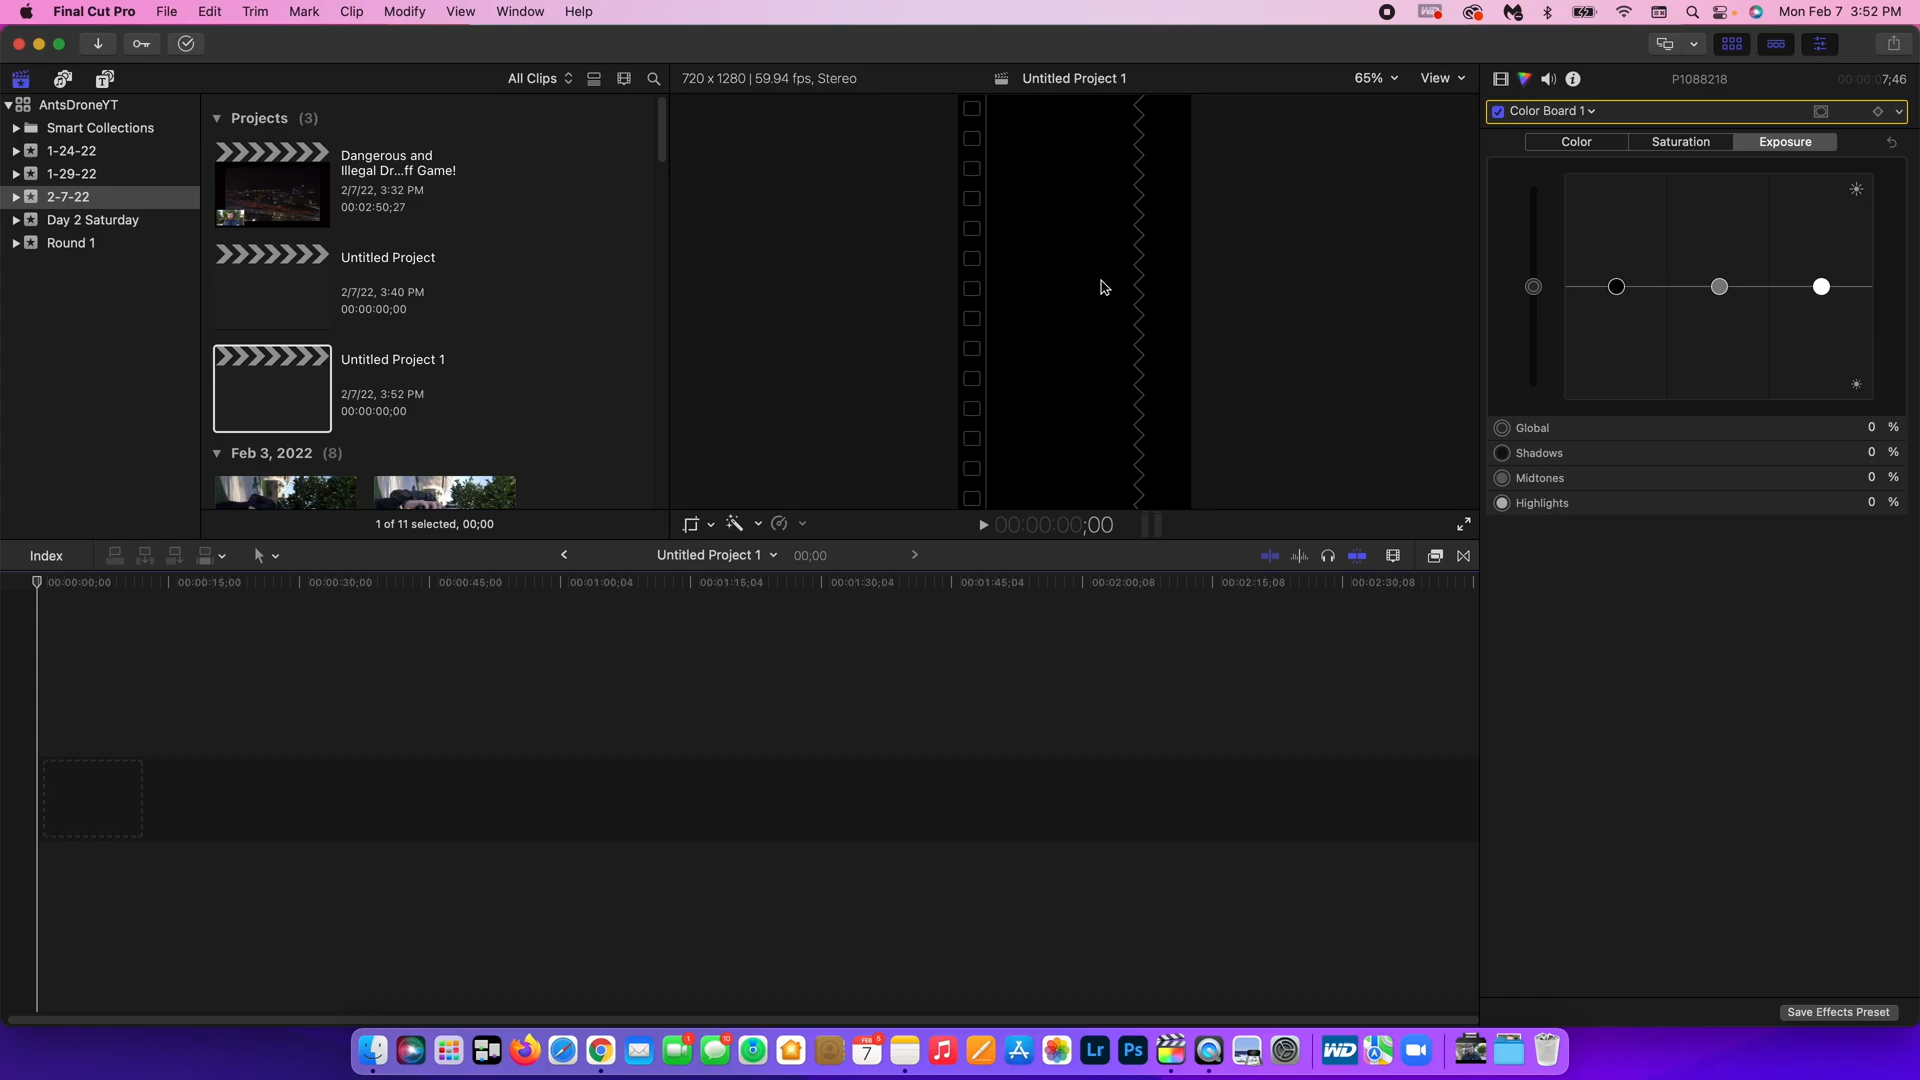 Final Cut Pro File Edit Trim Mark Clip Modify View Window Help Mon Feb 7 3:52 PM
All Clips 720 x 1280 | 59.94 fps, Stereo Untitled Project 1 65% View P1088218 00:00:07;46
AntsDroneYT
Smart Collections
1-24-22
1-29-22
2-7-22
Day 2 Saturday
Round 1
Projects (3)
Dangerous and
Illegal Dr...ff Game!
2/7/22, 3:32 PM
00:02:50;27
Untitled Project
2/7/22, 3:40 PM
00:00:00;00
Untitled Project 1
2/7/22, 3:52 PM
00:00:00;00
Feb 3, 2022 (8)
1 of 11 selected, 00;00
00:00:00;00
Color Board 1
Color Saturation Exposure
Global 0 %
Shadows 0 %
Midtones 0 %
Highlights 0 %
Index Untitled Project 1 00;00
00:00:00;00 00:00:15;00 00:00:30;00 00:00:45;00 00:01:00;04 00:01:15;04 00:01:30;04 00:01:45;04 00:02:00;08 00:02:15;08 00:02:30;08
Save Effects Preset
1 10 FEB 7 5 Lr Ps WD